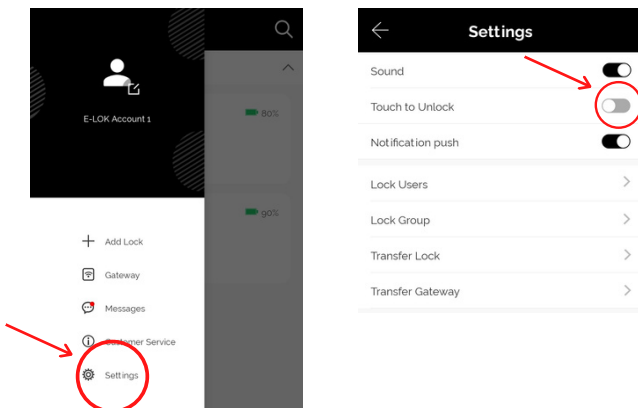 E-LOK Account 1
80%
90%
Add Lock
Gateway
Messages
Customer Service
Settings
Settings
Sound
Touch to Unlock
Notification push
Lock Users
Lock Group
Transfer Lock
Transfer Gateway